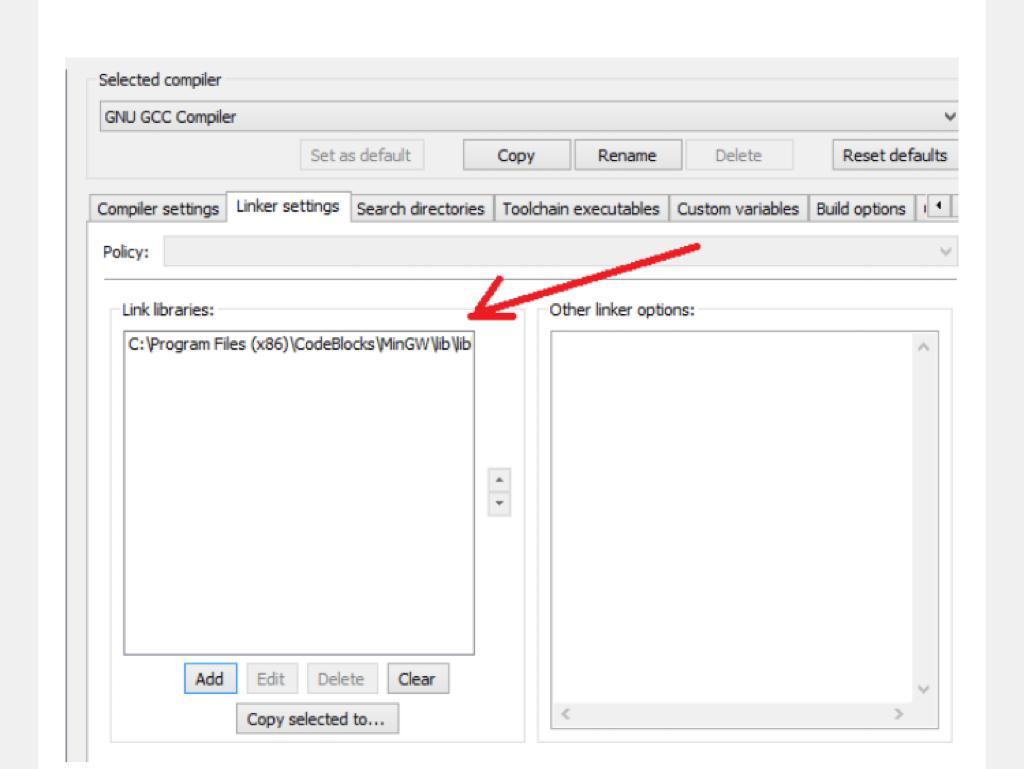 Selected compiler
GNU GCC Compiler
Set as default Copy Rename Delete Reset defaults
Compiler settings Linker settings Search directories Toolchain executables Custom variables Build options
Policy:
Link libraries: Other linker options:
C:\Program Files (x86)\CodeBlocks\MinGW\lib\lib
Add Edit Delete Clear
Copy selected to...